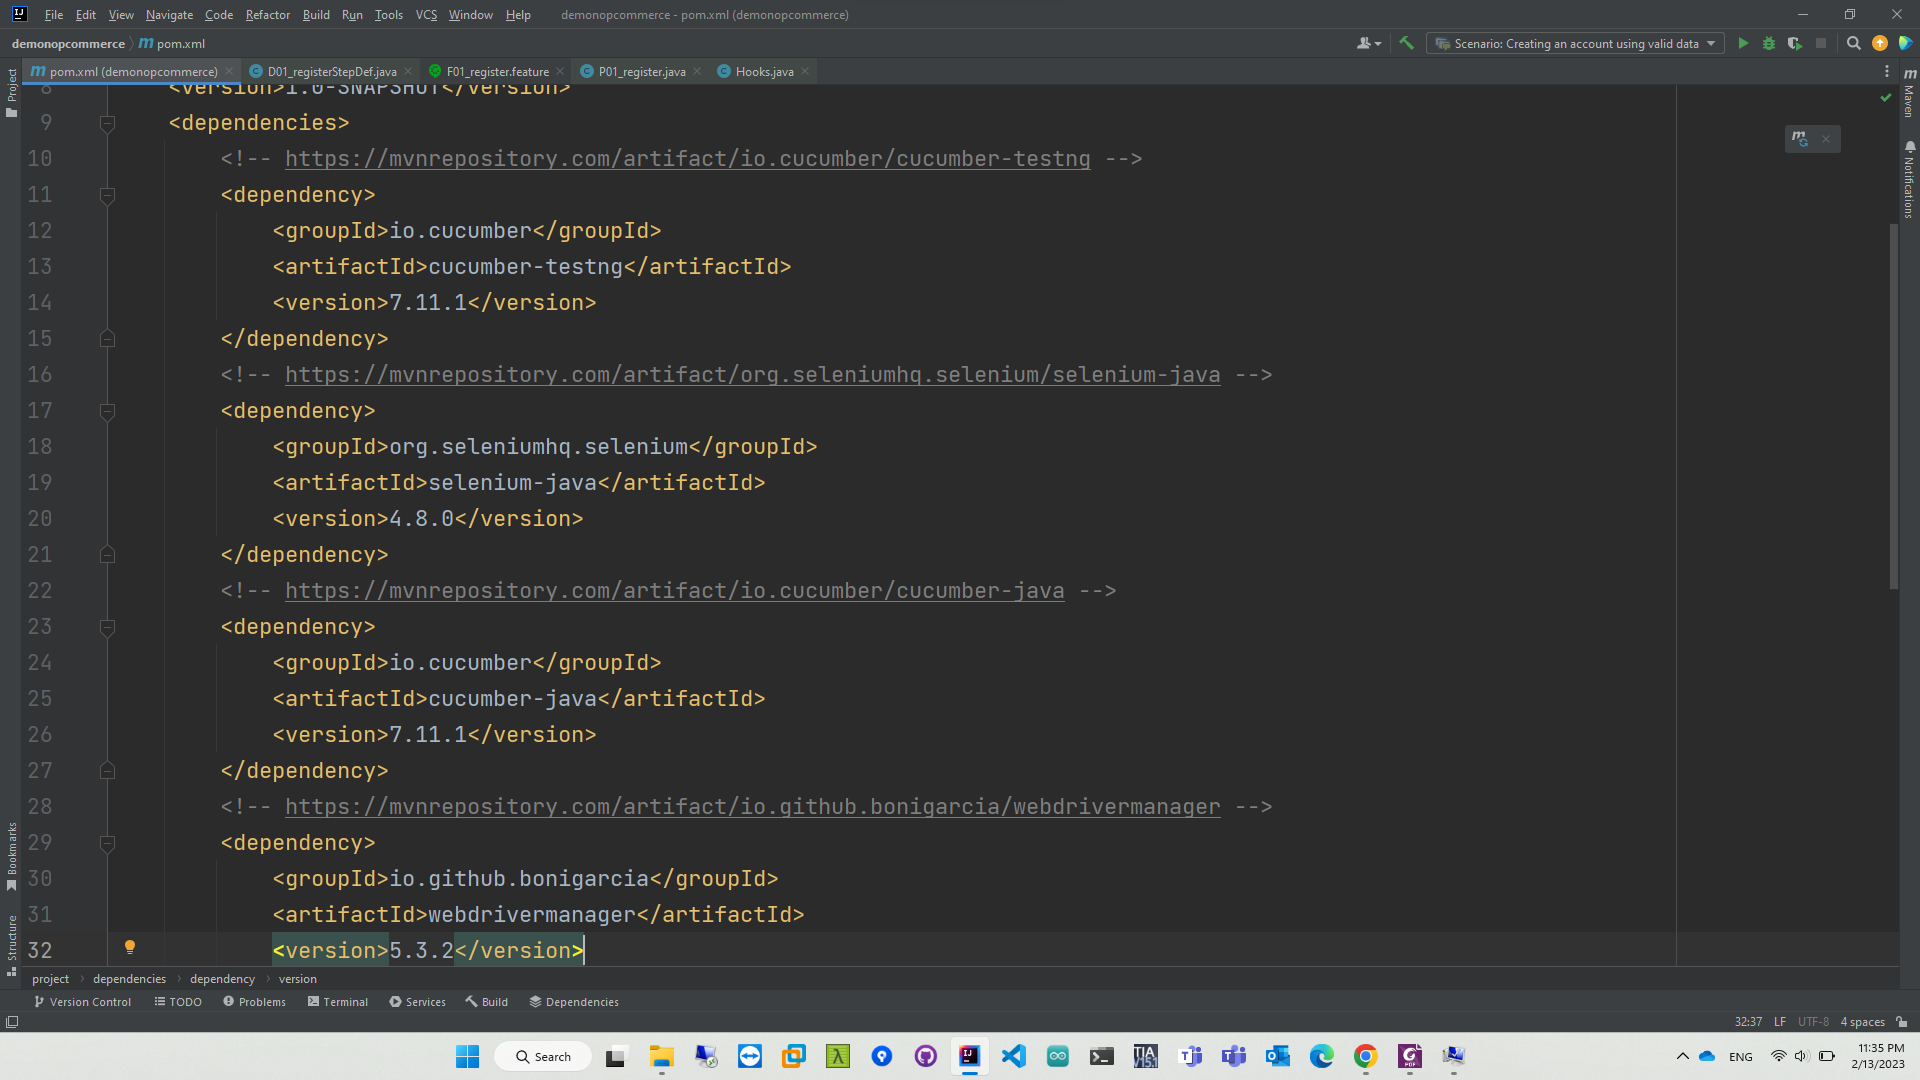 File Edit View Navigate Code Refactor Build Run Tools VCS Window Help demonopcommerce - pom.xml (demonopcommerce)
demonopcommerce pom.xml Scenario: Creating an account using valid data
pom.xml (demonopcommerce) D01_registerStepDef.java F01_register.feature P01_register.java Hooks.java
Project
Maven
Notifications
Bookmarks
Structure
8 <version>1.0-SNAPSHOT</version>
9 <dependencies>
10 <!-- https://mvnrepository.com/artifact/io.cucumber/cucumber-testng -->
11 <dependency>
12 <groupId>io.cucumber</groupId>
13 <artifactId>cucumber-testng</artifactId>
14 <version>7.11.1</version>
15 </dependency>
16 <!-- https://mvnrepository.com/artifact/org.seleniumhq.selenium/selenium-java -->
17 <dependency>
18 <groupId>org.seleniumhq.selenium</groupId>
19 <artifactId>selenium-java</artifactId>
20 <version>4.8.0</version>
21 </dependency>
22 <!-- https://mvnrepository.com/artifact/io.cucumber/cucumber-java -->
23 <dependency>
24 <groupId>io.cucumber</groupId>
25 <artifactId>cucumber-java</artifactId>
26 <version>7.11.1</version>
27 </dependency>
28 <!-- https://mvnrepository.com/artifact/io.github.bonigarcia/webdrivermanager -->
29 <dependency>
30 <groupId>io.github.bonigarcia</groupId>
31 <artifactId>webdrivermanager</artifactId>
32 <version>5.3.2</version>
project dependencies dependency version
Version Control TODO Problems Terminal Services Build Dependencies
32:37 LF UTF-8 4 spaces
Search ENG 11:35 PM
2/13/2023